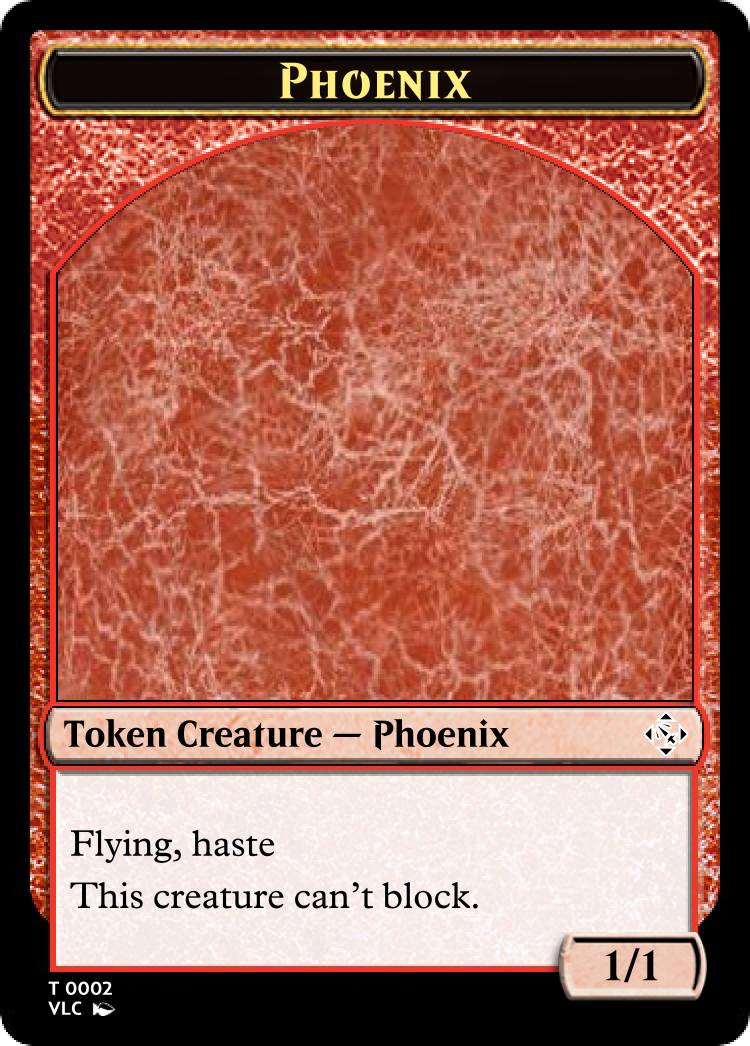 Phoenix
Token Creature — Phoenix
Flying, haste
This creature can’t block.
1/1
T 0002
VLC